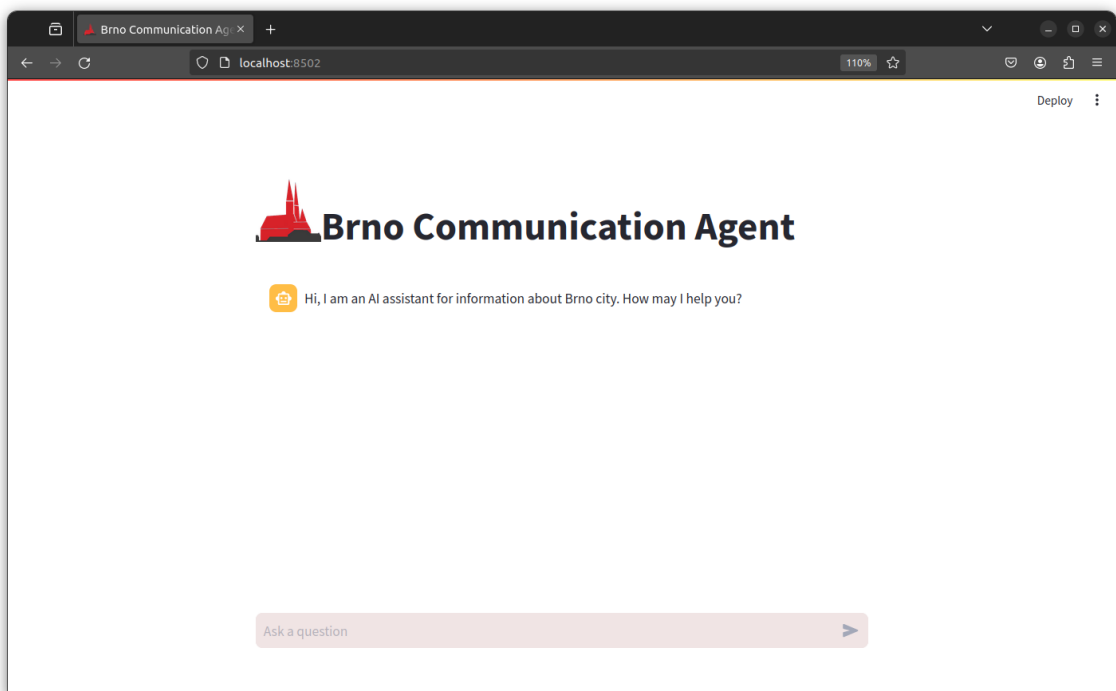 Brno Communication Ag
localhost:8502
110%
Deploy
Brno Communication Agent
Hi, I am an AI assistant for information about Brno city. How may I help you?
Ask a question